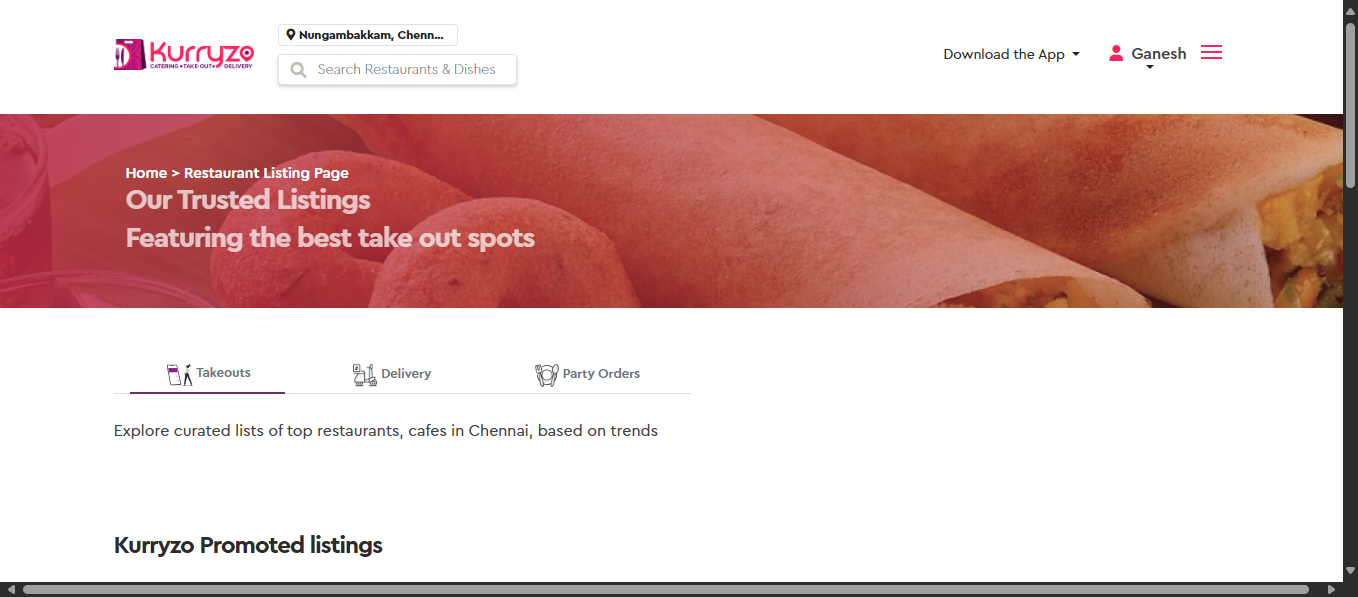 Kurryzo
CATERING•TAKE-OUT•DELIVERY
Nungambakkam, Chenn...
Search Restaurants & Dishes
Download the App
Ganesh
Home > Restaurant Listing Page
Our Trusted Listings
Featuring the best take out spots
Takeouts
Delivery
Party Orders
Explore curated lists of top restaurants, cafes in Chennai, based on trends
Kurryzo Promoted listings